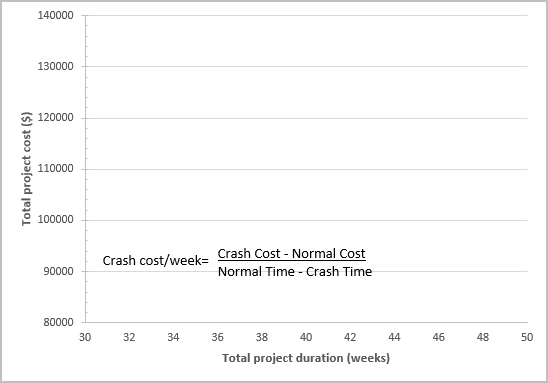 140000
130000
120000
110000
100000
90000
80000
Total project cost ($)
Crash cost/week= Crash Cost - Normal Cost
Normal Time - Crash Time
30 32 34 36 38 40 42 44 46 48 50
Total project duration (weeks)